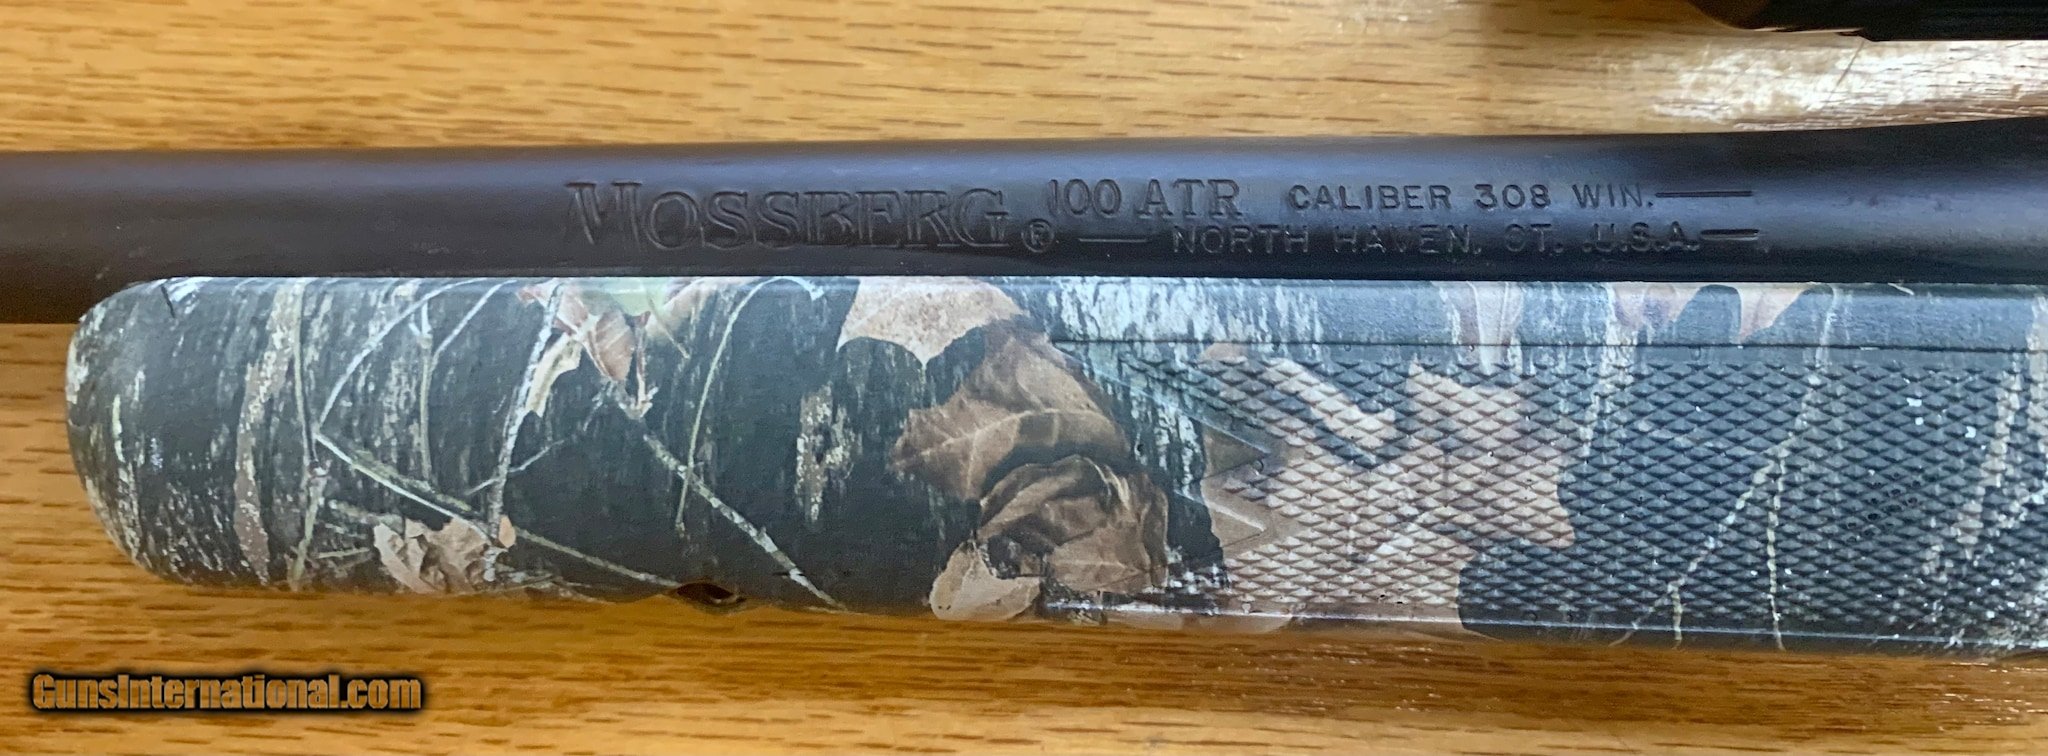 MOSSBERG® 100 ATR CALIBER 308 WIN.
NORTH HAVEN, CT. U.S.A.
GunsInternational.com